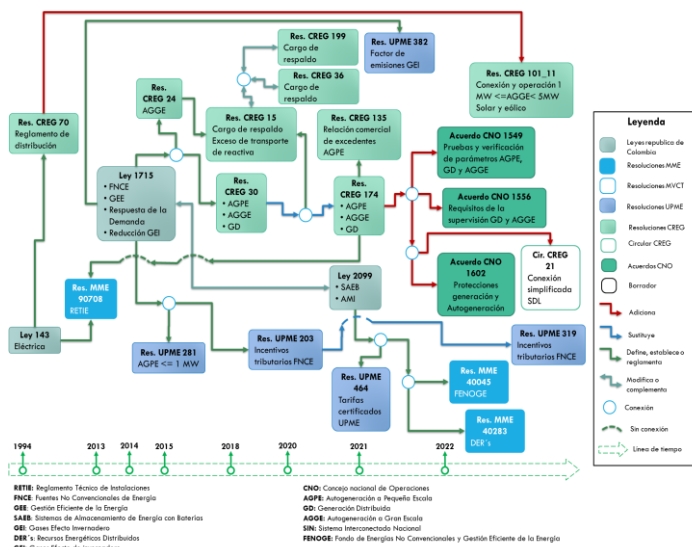 Res. CREG 199
Cargo de
respaldo
Res. UPME 382
Factor de
emisiones GEI
Res. CREG 36
Cargo de
respaldo
Res. CREG 101_11
Conexión y operación 1
MW <=AGGE< 5MW
Solar y eólico
Res.
CREG 24
AGGE
Res. CREG 70
Reglamento de
distribución
Res. CREG 15
Cargo de respaldo
Exceso de transporte
de reactiva
Res. CREG 135
Relación comercial
de excedentes
AGPE
Acuerdo CNO 1549
Pruebas y verificación
de parámetros AGPE,
GD y AGGE
Ley 1715
• FNCE
• GEE
• Respuesta de la
Demanda
• Reducción GEI
Res.
CREG 30
• AGPE
• AGGE
• GD
Res.
CREG 174
• AGPE
• AGGE
• GD
Acuerdo CNO 1556
Requisitos de la
supervisión GD y AGGE
Acuerdo CNO
1602
Protecciones
generación y
Autogeneración
Cir. CREG
21
Conexión
simplificada
SDL
Res. MME
90708
RETIE
Ley 2099
• SAEB
• AMI
Ley 143
Eléctrica
Res. UPME 281
AGPE <= 1 MW
Res. UPME 203
Incentivos
tributarios FNCE
Res. UPME 319
Incentivos
tributarios FNCE
Res. UPME
464
Tarifas
certificados
UPME
Res. MME
40045
FENOGE
Res. MME
40283
DER´s
Leyenda
Leyes republica de
Colombia
Resoluciones MME
Resoluciones MVCT
Resoluciones UPME
Resoluciones CREG
Circular CREG
Acuerdos CNO
Borrador
Adiciona
Sustituye
Define, establece o
reglamento
Modifica o
complemento
Conexión
Sin conexión
Línea de tiempo
1994
2013
2014
2015
2018
2020
2021
2022
RETIE: Reglamento Técnico de Instalaciones
FNCE: Fuentes No Convencionales de Energía
GEE: Gestión Eficiente de la Energía
SAEB: Sistemas de Almacenamiento de Energía con Baterías
GEI: Gases Efecto Invernadero
DER´s: Recursos Energéticos Distribuidos
CNO: Concejo nacional de Operaciones
AGPE: Autogeneración a Pequeña Escala
GD: Generación Distribuida
AGGE: Autogeneración a Gran Escala
SIN: Sistema Interconectado Nacional
FENOGE: Fondo de Energías No Convencionales y Gestión Eficiente de la Energía